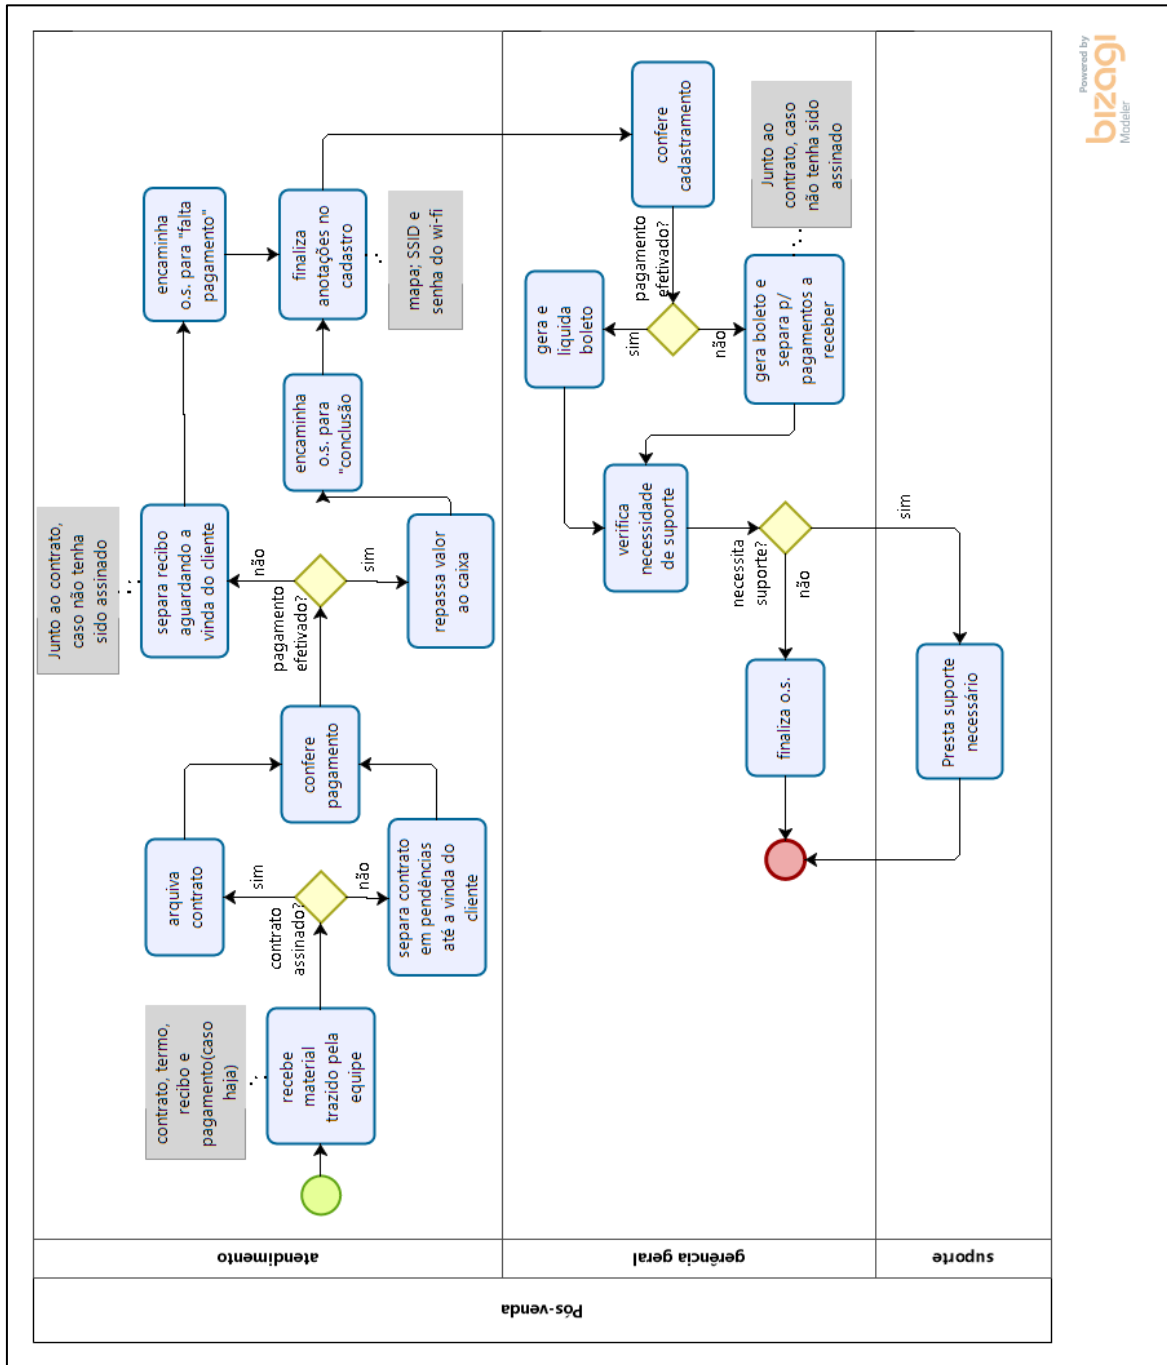 Pós-venda
atendimento
gerência geral
suporte
contrato, termo,
recibo e
pagamento(caso
haja)
recebe
material
trazido pela
equipe
contrato
assinado?
sim
não
arquiva
contrato
separa contrato
em pendências
até a vinda do
cliente
confere
pagamento
pagamento
efetivado?
não
sim
Junto ao contrato,
caso não tenha
sido assinado
separa recibo
aguardando a
vinda do cliente
repassa valor
ao caixa
encaminha
o.s. para "falta
pagamento"
encaminha
o.s. para
"conclusão
finaliza
anotações no
cadastro
mapa; SSID e
senha do wi-fi
confere
cadastramento
pagamento
efetivado?
sim
não
gera e
liquida
boleto
gera boleto e
separa p/
pagamentos a
receber
Junto ao
contrato, caso
não tenha sido
assinado
verifica
necessidade
de suporte
necessita
suporte?
não
sim
finaliza o.s.
Presta suporte
necessário
Powered by
bizagi
Modeler